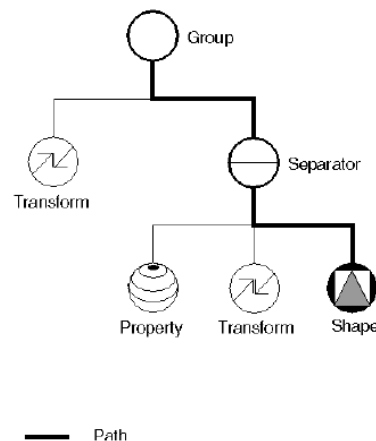 Group
Transform
Separator
Property
Transform
Shape
Path